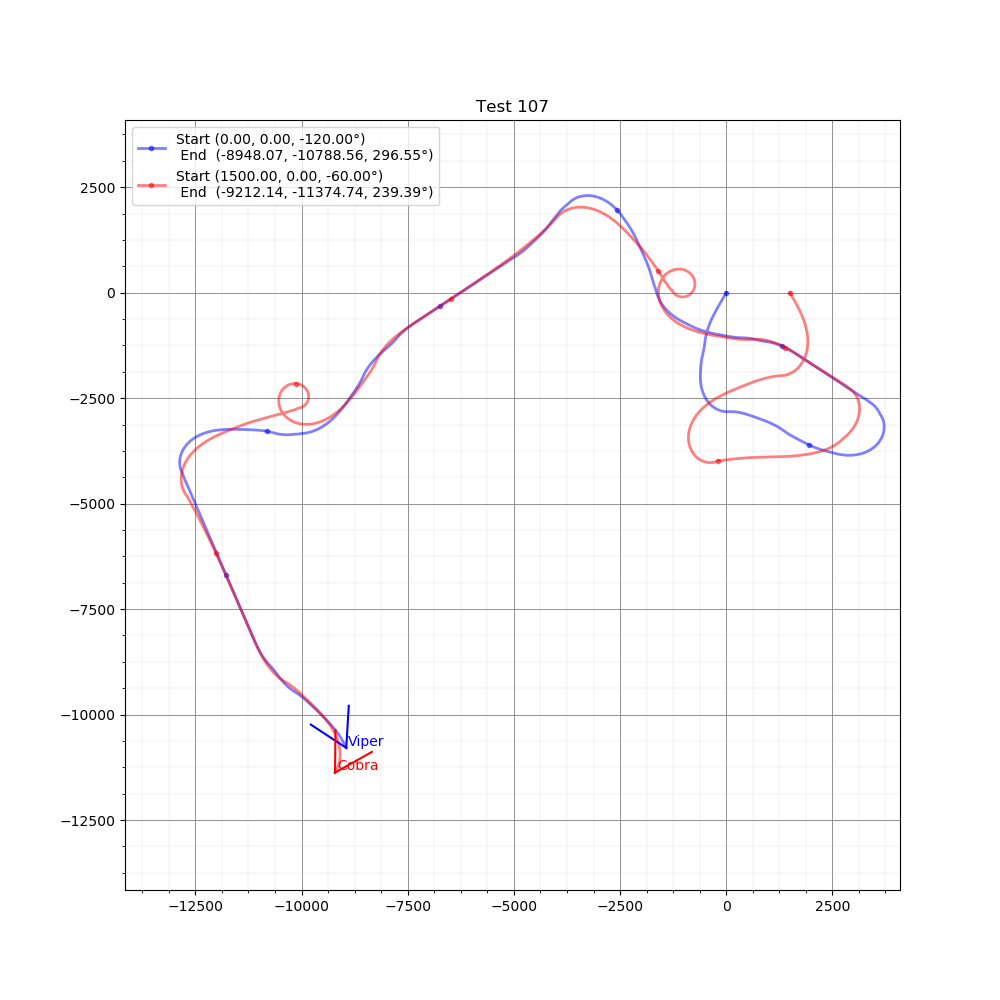 Test 107
Start (0.00, 0.00, -120.00°)
End  (-8948.07, -10788.56, 296.55°)
Start (1500.00, 0.00, -60.00°)
End  (-9212.14, -11374.74, 239.39°)
2500
0
−2500
−5000
−7500
−10000
−12500
Viper
Cobra
−12500
−10000
−7500
−5000
−2500
0
2500